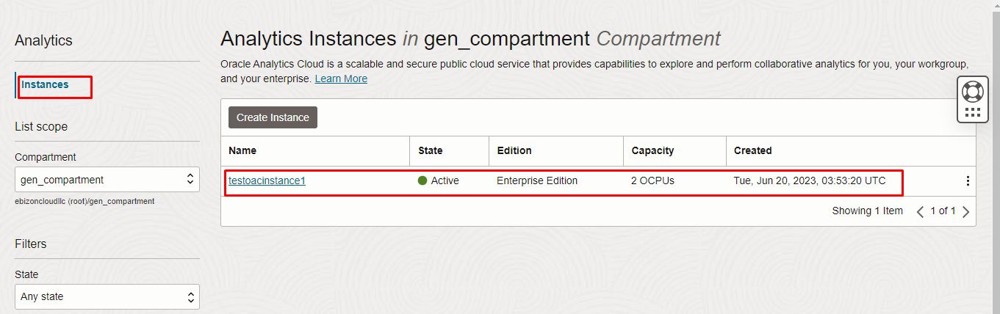 Analytics
Instances
List scope
Compartment
gen_compartment
ebizoncloudllc (root)/gen_compartment
Filters
State
Any state
Analytics Instances in gen_compartment Compartment
Oracle Analytics Cloud is a scalable and secure public cloud service that provides capabilities to explore and perform collaborative analytics for you, your workgroup,
and your enterprise. Learn More
Create Instance
Name State Edition Capacity Created
testoacinstance1 Active Enterprise Edition 2 OCPUs Tue, Jun 20, 2023, 03:53:20 UTC
Showing 1 Item 1 of 1